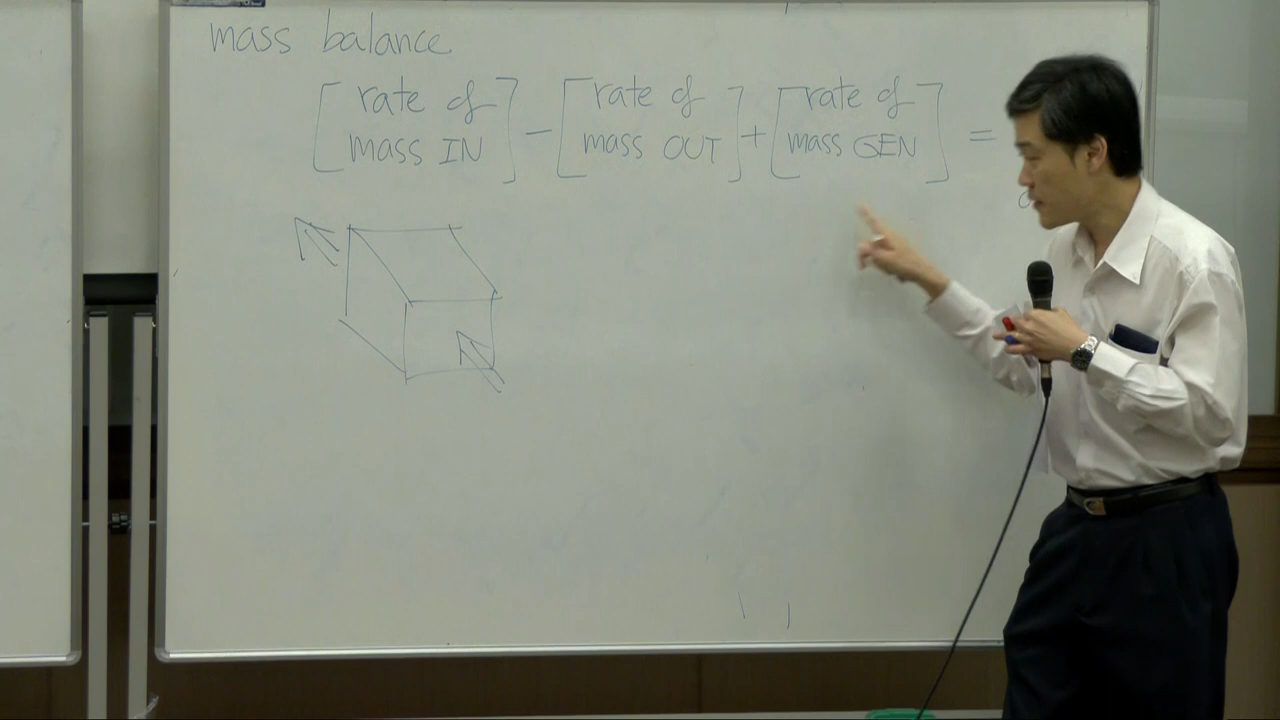 mass balance
[rate of mass IN] - [rate of mass OUT] + [rate of mass GEN] =